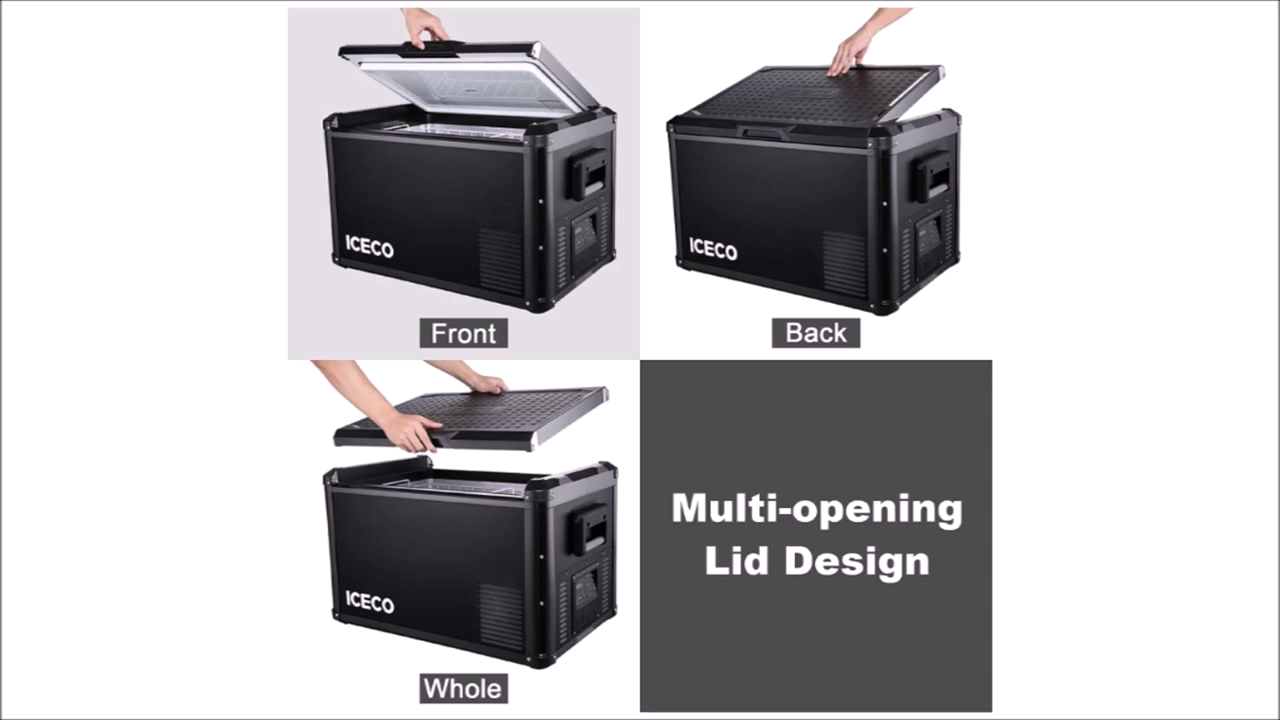 ICECO
Front
ICECO
Back
ICECO
Whole
Multi-opening
Lid Design